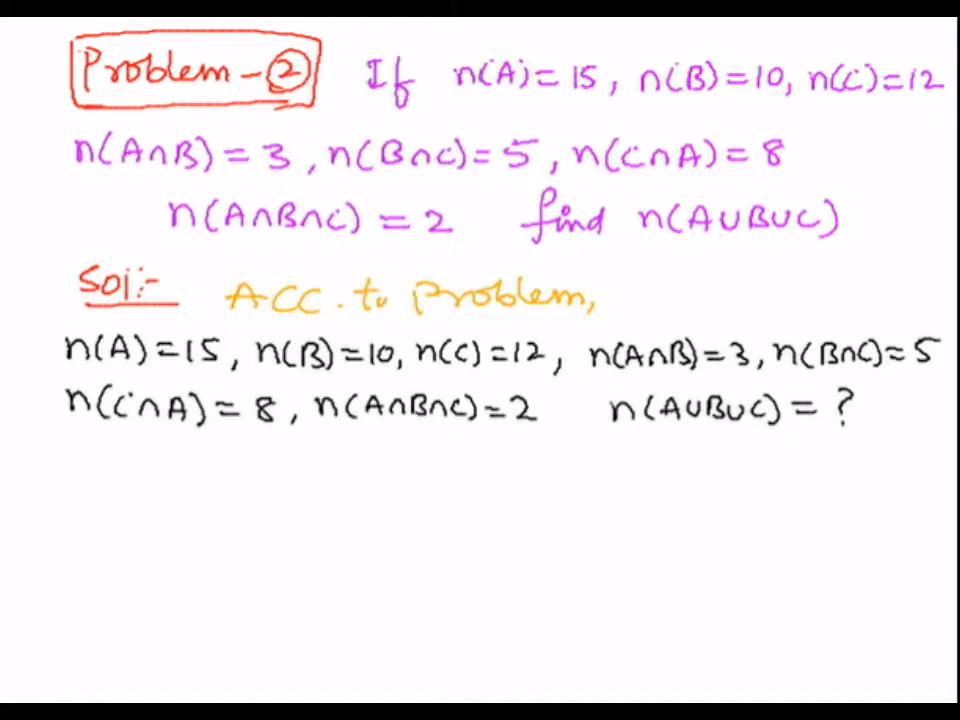 Problem-② If n(A)=15, n(B)=10, n(C)=12
n(A∩B)=3, n(B∩C)=5, n(C∩A)=8
n(A∩B∩C)=2 find n(A∪B∪C)
Sol:- ACC. to Problem,
n(A)=15, n(B)=10, n(C)=12, n(A∩B)=3, n(B∩C)=5
n(C∩A)=8, n(A∩B∩C)=2 n(A∪B∪C)=?